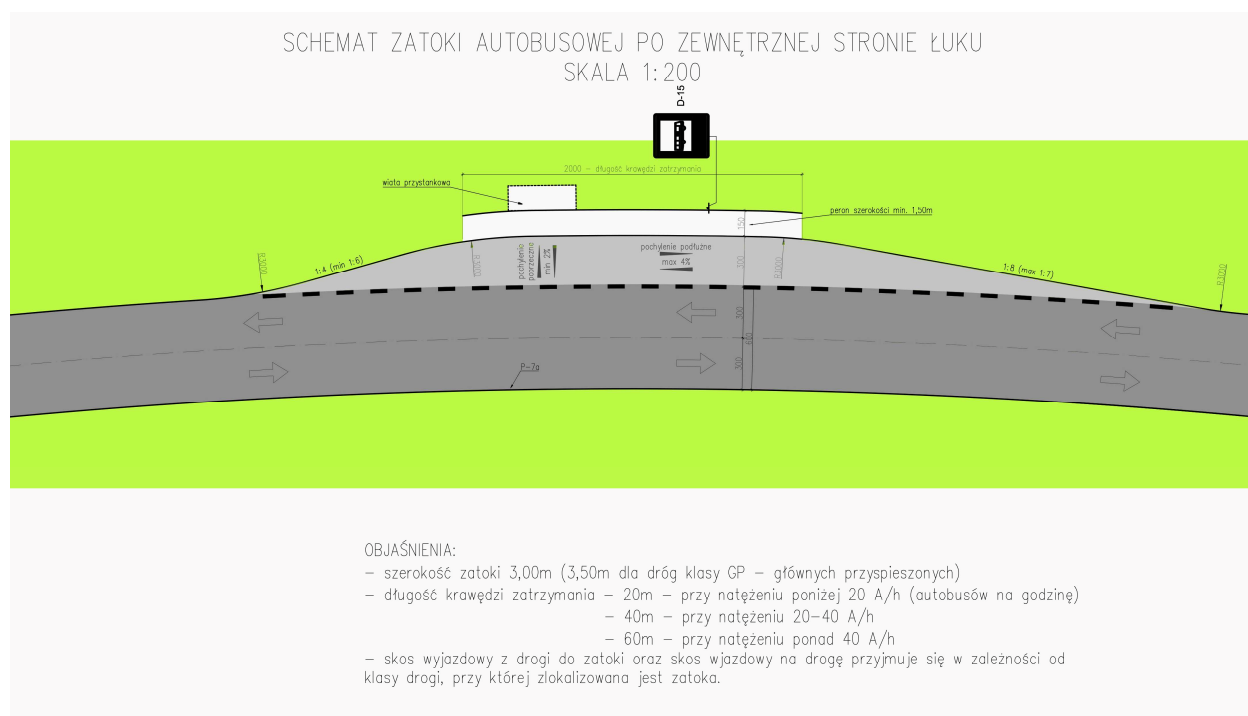 SCHEMAT ZATOKI AUTOBUSOWEJ PO ZEWNĘTRZNEJ STRONIE ŁUKU
SKALA 1:200
D-15
2000 - długość krawędzi zatrzymania
wiata przystankowa
peron szerokości min. 1,50m
150
pochylenie poprzeczne
min 2%
pochylenie podłużne
max 4%
300
1:4 (min 1:6)
1:8 (max 1:7)
300
600
300
P-7a
OBJAŚNIENIA:
- szerokość zatoki 3,00m (3,50m dla dróg klasy GP - głównych przyspieszonych)
- długość krawędzi zatrzymania - 20m - przy natężeniu poniżej 20 A/h (autobusów na godzinę)
- 40m - przy natężeniu 20-40 A/h
- 60m - przy natężeniu ponad 40 A/h
- skos wyjazdowy z drogi do zatoki oraz skos wjazdowy na drogę przyjmuje się w zależności od
klasy drogi, przy której zlokalizowana jest zatoka.